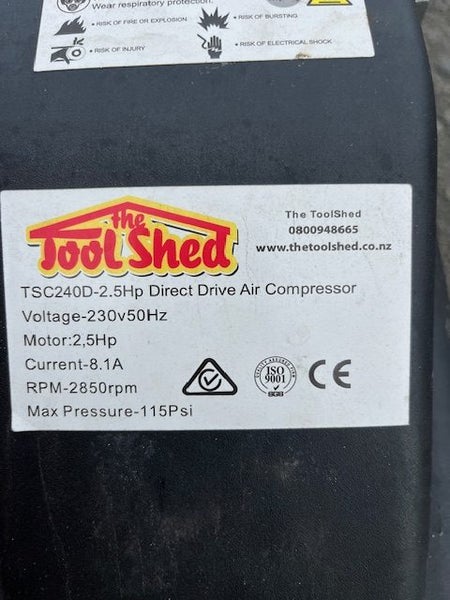 Wear respiratory protection.
• RISK OF FIRE OR EXPLOSION
• RISK OF BURSTING
• RISK OF INJURY
• RISK OF ELECTRICAL SHOCK
the
Tool Shed
The ToolShed
0800948665
www.thetoolshed.co.nz
TSC240D-2.5Hp Direct Drive Air Compressor
Voltage-230v50Hz
Motor:2,5Hp
Current-8.1A
RPM-2850rpm
Max Pressure-115Psi
ISO
9001
SGB
CE